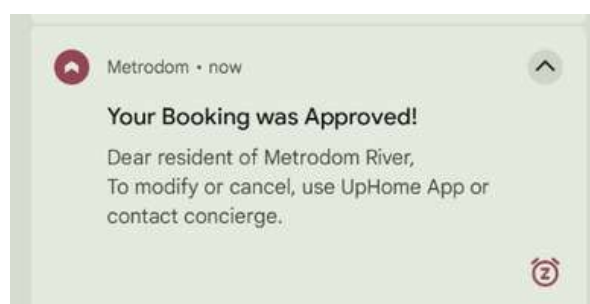 Metrodom • now
Your Booking was Approved!
Dear resident of Metrodom River,
To modify or cancel, use UpHome App or
contact concierge.